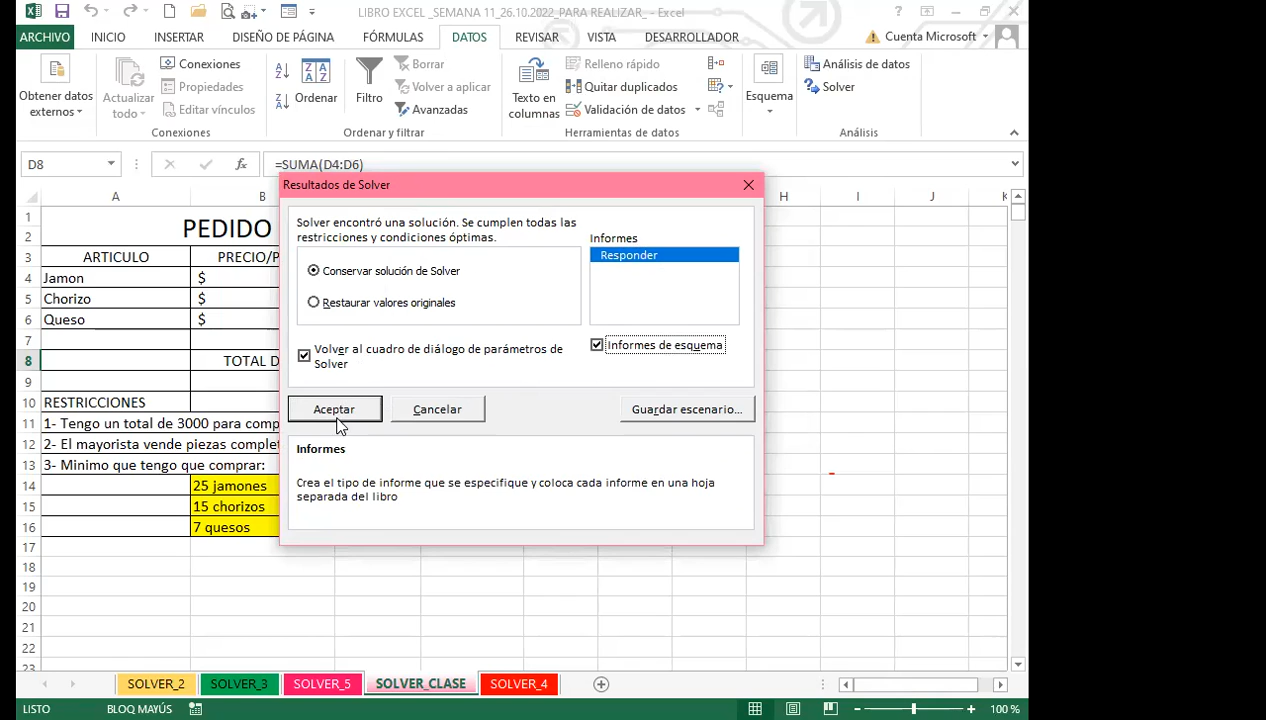 LIBRO EXCEL _SEMANA 11_26.10.2022_PARA REALIZAR_ - Excel
ARCHIVO INICIO INSERTAR DISEÑO DE PÁGINA FÓRMULAS DATOS REVISAR VISTA DESARROLLADOR Cuenta Microsoft
Obtener datos externos
Actualizar todo
Conexiones
Propiedades
Editar vínculos
Conexiones
Ordenar
Filtro
Borrar
Volver a aplicar
Avanzadas
Ordenar y filtrar
Texto en columnas
Relleno rápido
Quitar duplicados
Validación de datos
Herramientas de datos
Esquema
Análisis de datos
Solver
Análisis
D8 fx =SUMA(D4:D6)
A B H I J K
1 PEDIDO
2
3 ARTICULO PRECIO/P
4 Jamon $
5 Chorizo $
6 Queso $
7
8 TOTAL D
9
10 RESTRICCIONES
11 1- Tengo un total de 3000 para comp
12 2- El mayorista vende piezas complet
13 3- Minimo que tengo que comprar:
14 25 jamones
15 15 chorizos
16 7 quesos
17
18
19
20
21
22
23
Resultados de Solver
Solver encontró una solución. Se cumplen todas las
restricciones y condiciones óptimas.
Conservar solución de Solver
Restaurar valores originales
Informes
Responder
Volver al cuadro de diálogo de parámetros de
Solver
Informes de esquema
Aceptar Cancelar Guardar escenario...
Informes
Crea el tipo de informe que se especifique y coloca cada informe en una hoja
separada del libro
SOLVER_2 SOLVER_3 SOLVER_5 SOLVER_CLASE SOLVER_4
LISTO BLOQ MAYÚS 100 %